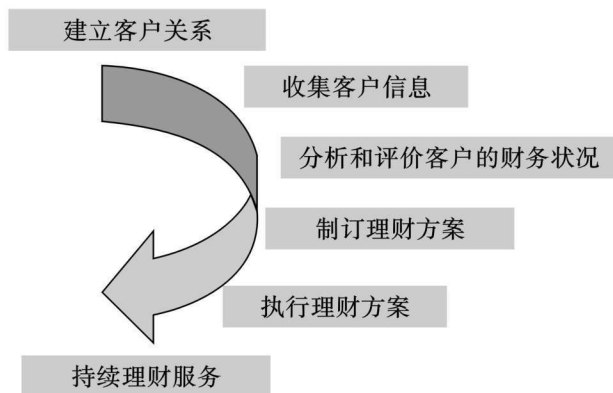 建立客户关系
收集客户信息
分析和评价客户的财务状况
制订理财方案
执行理财方案
持续理财服务